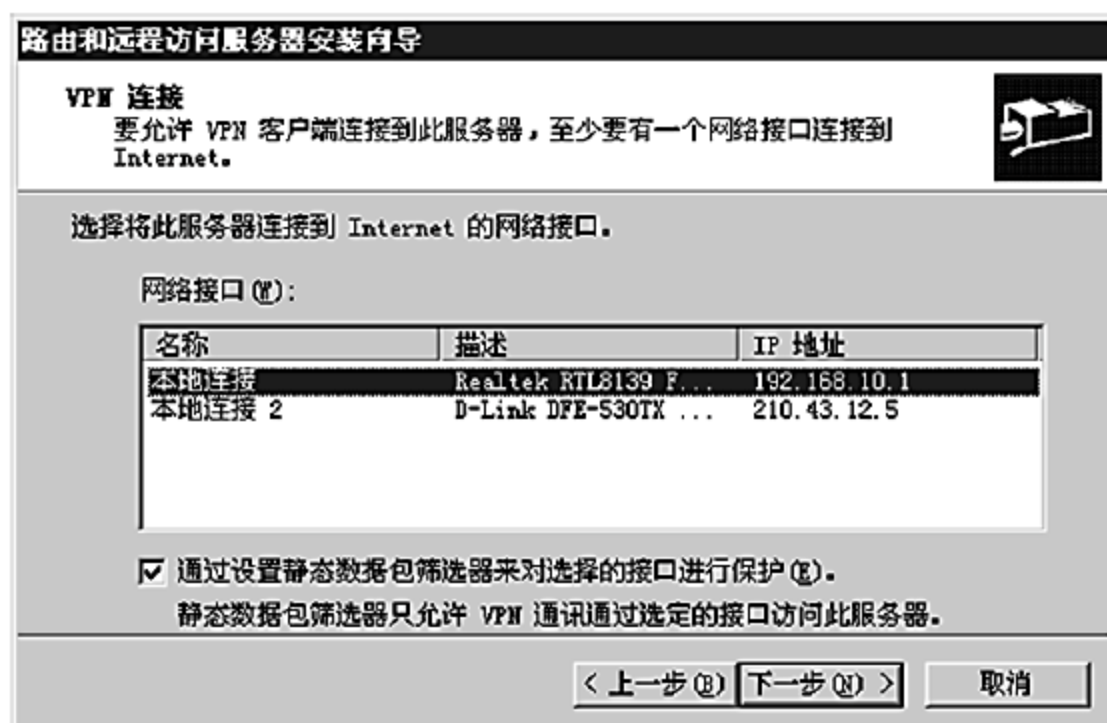 路由和远程访问服务器安装向导
VPN 连接
要允许 VPN 客户端连接到此服务器，至少要有一个网络接口连接到
Internet。
选择将此服务器连接到 Internet 的网络接口。
网络接口(W):
名称 描述 IP 地址
本地连接 Realtek RTL8139 F... 192.168.10.1
本地连接 2 D-Link DFE-530TX ... 210.43.12.5
通过设置静态数据包筛选器来对选择的接口进行保护(E)。
静态数据包筛选器只允许 VPN 通讯通过选定的接口访问此服务器。
< 上一步(B) 下一步(N) > 取消